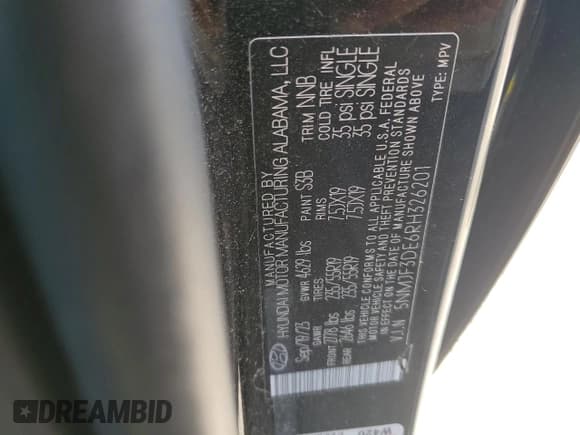 MANUFACTURED BY
HYUNDAI MOTOR MANUFACTURING ALABAMA, LLC
Sep/19/23 GVWR 4629 lbs PAINT S3B TRIM NNB
GAWR RIMS COLD TIRE INFL
FRONT 2778 lbs 235/55R19 7.5JX19 35 psi SINGLE
REAR 2646 lbs 235/55R19 7.5JX19 35 psi SINGLE
THIS VEHICLE CONFORMS TO ALL APPLICABLE U.S.A. FEDERAL
MOTOR VEHICLE SAFETY AND THEFT PREVENTION STANDARDS
IN EFFECT ON THE DATE OF MANUFACTURE SHOWN ABOVE
V.I.N 5NMJF3DE6RH326201 TYPE: MPV
W420
DREAMBID